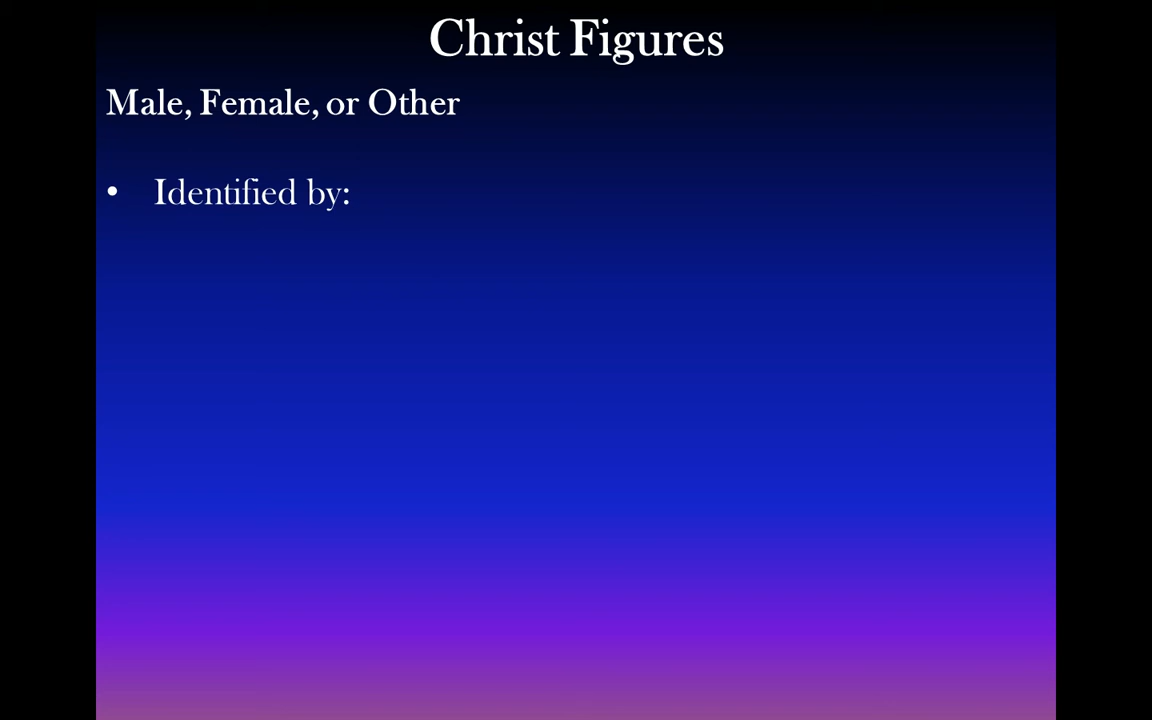 Christ Figures
Male, Female, or Other
• Identified by: